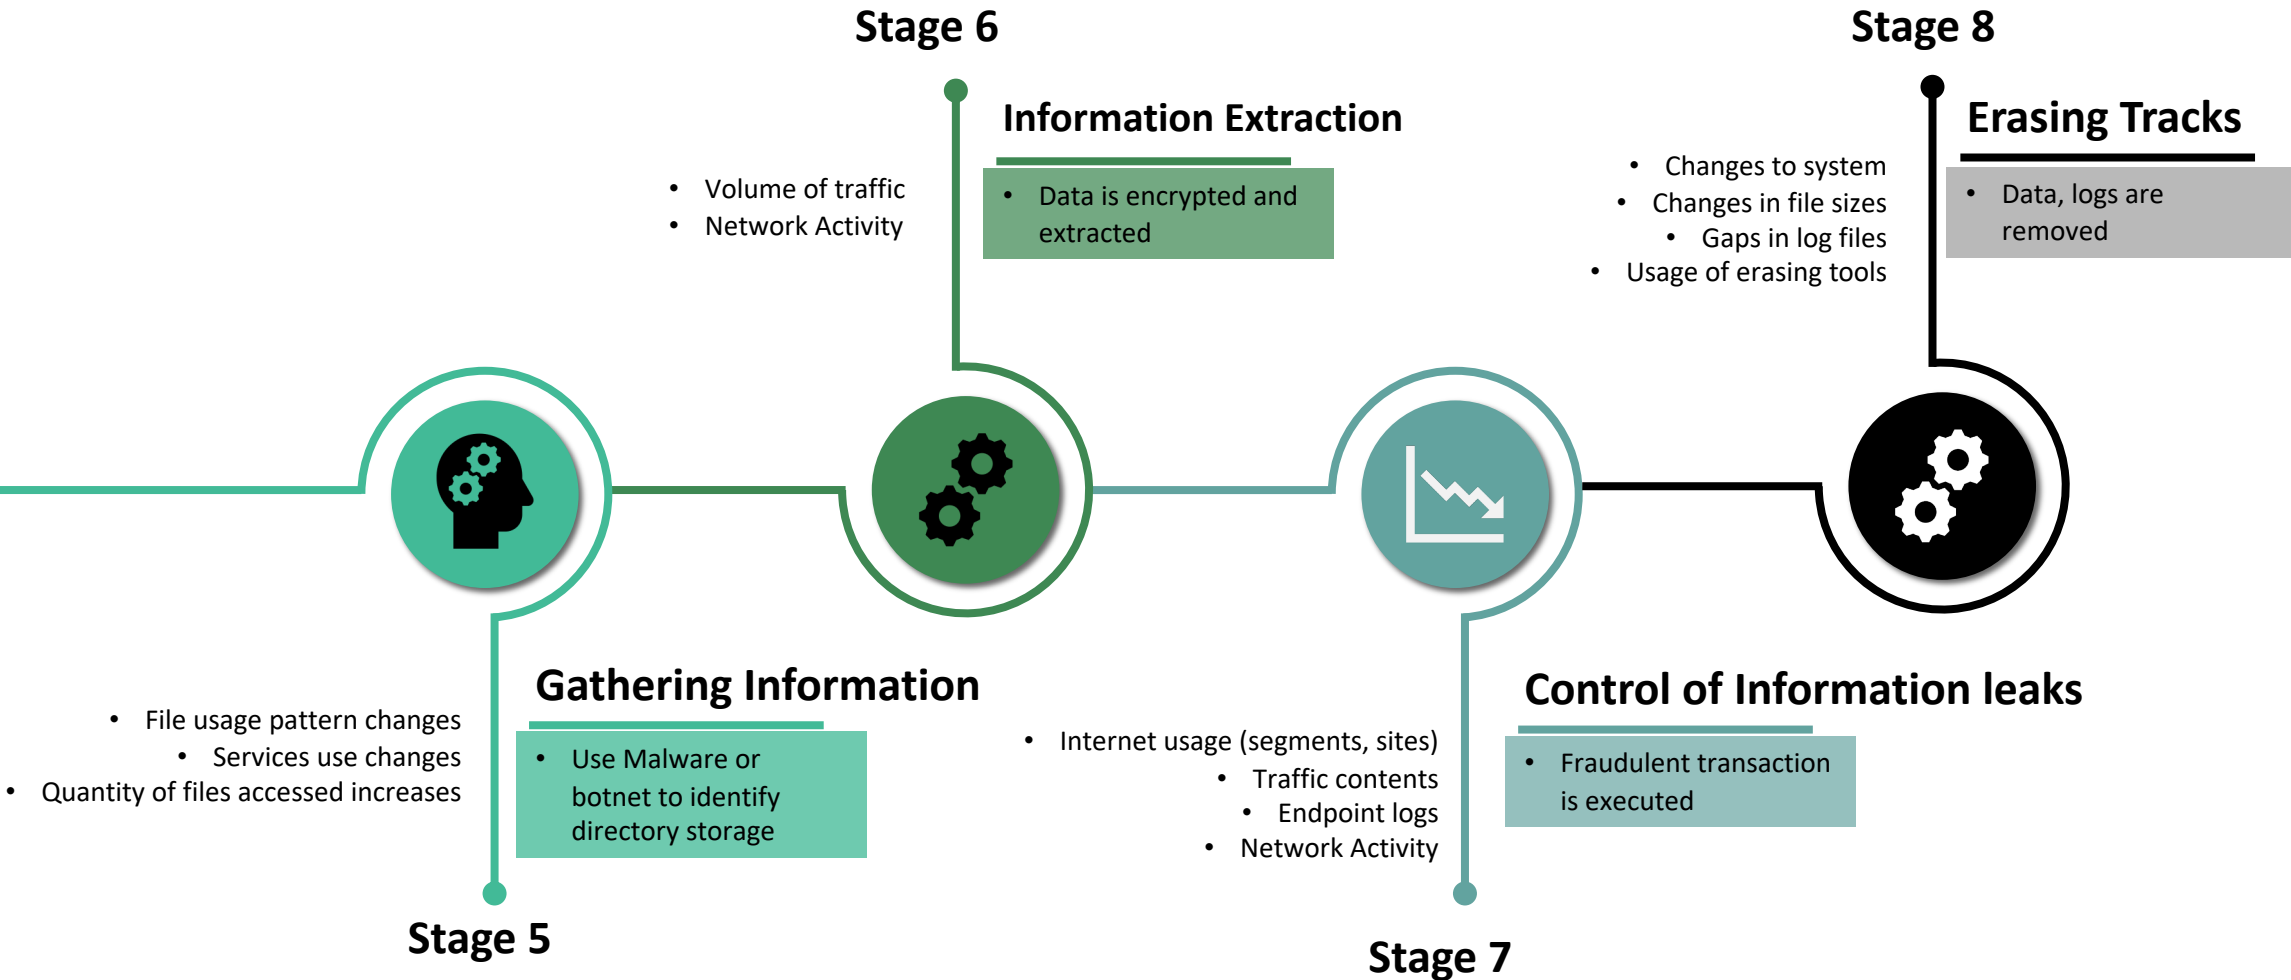 Stage 6
Information Extraction
• Volume of traffic
• Network Activity
• Data is encrypted and
extracted
Stage 8
Erasing Tracks
• Changes to system
• Changes in file sizes
• Gaps in log files
• Usage of erasing tools
• Data, logs are
removed
Gathering Information
• File usage pattern changes
• Services use changes
• Quantity of files accessed increases
• Use Malware or
botnet to identify
directory storage
Stage 5
Control of Information leaks
• Internet usage (segments, sites)
• Traffic contents
• Endpoint logs
• Network Activity
• Fraudulent transaction
is executed
Stage 7